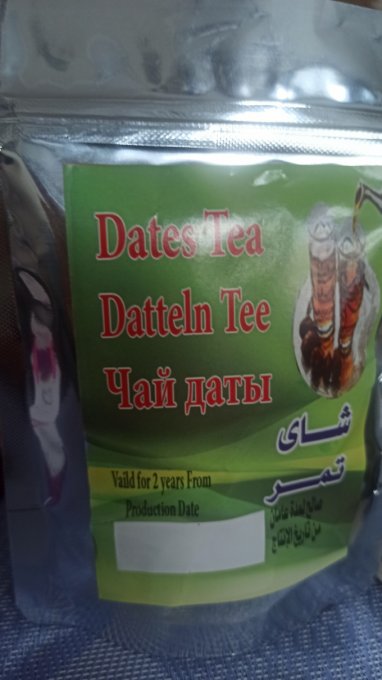 Dates Tea
Datteln Tee
Чай даты
شاى
تمر
Vaild for 2 years From
Production Date
صالح لمدة عامان
من تاريخ الإنتاج